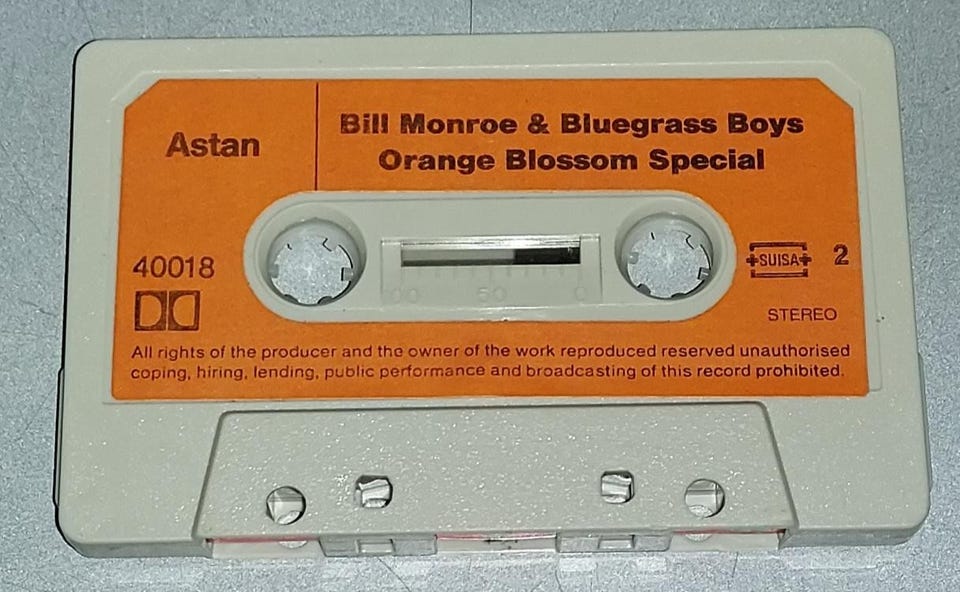 Astan
Bill Monroe & Bluegrass Boys
Orange Blossom Special
40018
SUISA
2
STEREO
100 50 0
All rights of the producer and the owner of the work reproduced reserved unauthorised
coping, hiring, lending, public performance and broadcasting of this record prohibited.